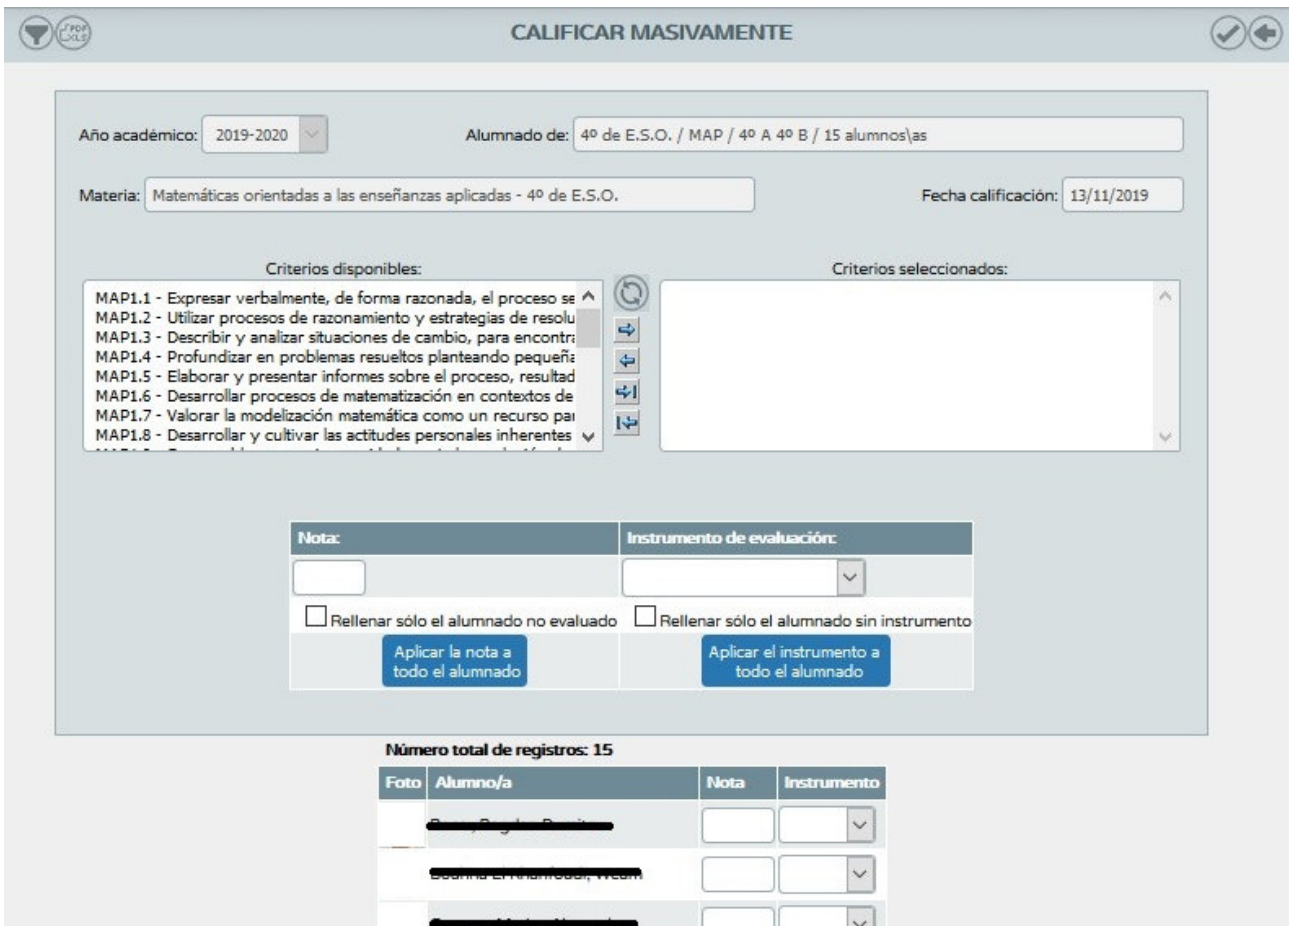 PDF
XLS
CALIFICAR MASIVAMENTE
Año académico: 2019-2020 Alumnado de: 4º de E.S.O. / MAP / 4º A 4º B / 15 alumnos\as
Materia: Matemáticas orientadas a las enseñanzas aplicadas - 4º de E.S.O. Fecha calificación: 13/11/2019
Criterios disponibles: Criterios seleccionados:
MAP1.1 - Expresar verbalmente, de forma razonada, el proceso se
MAP1.2 - Utilizar procesos de razonamiento y estrategias de resolu
MAP1.3 - Describir y analizar situaciones de cambio, para encontra
MAP1.4 - Profundizar en problemas resueltos planteando pequeña
MAP1.5 - Elaborar y presentar informes sobre el proceso, resultad
MAP1.6 - Desarrollar procesos de matematización en contextos de
MAP1.7 - Valorar la modelización matemática como un recurso par
MAP1.8 - Desarrollar y cultivar las actitudes personales inherentes
Nota: Instrumento de evaluación:
Rellenar sólo el alumnado no evaluado Rellenar sólo el alumnado sin instrumento
Aplicar la nota a Aplicar el instrumento a
todo el alumnado todo el alumnado
Número total de registros: 15
Foto Alumno/a Nota Instrumento